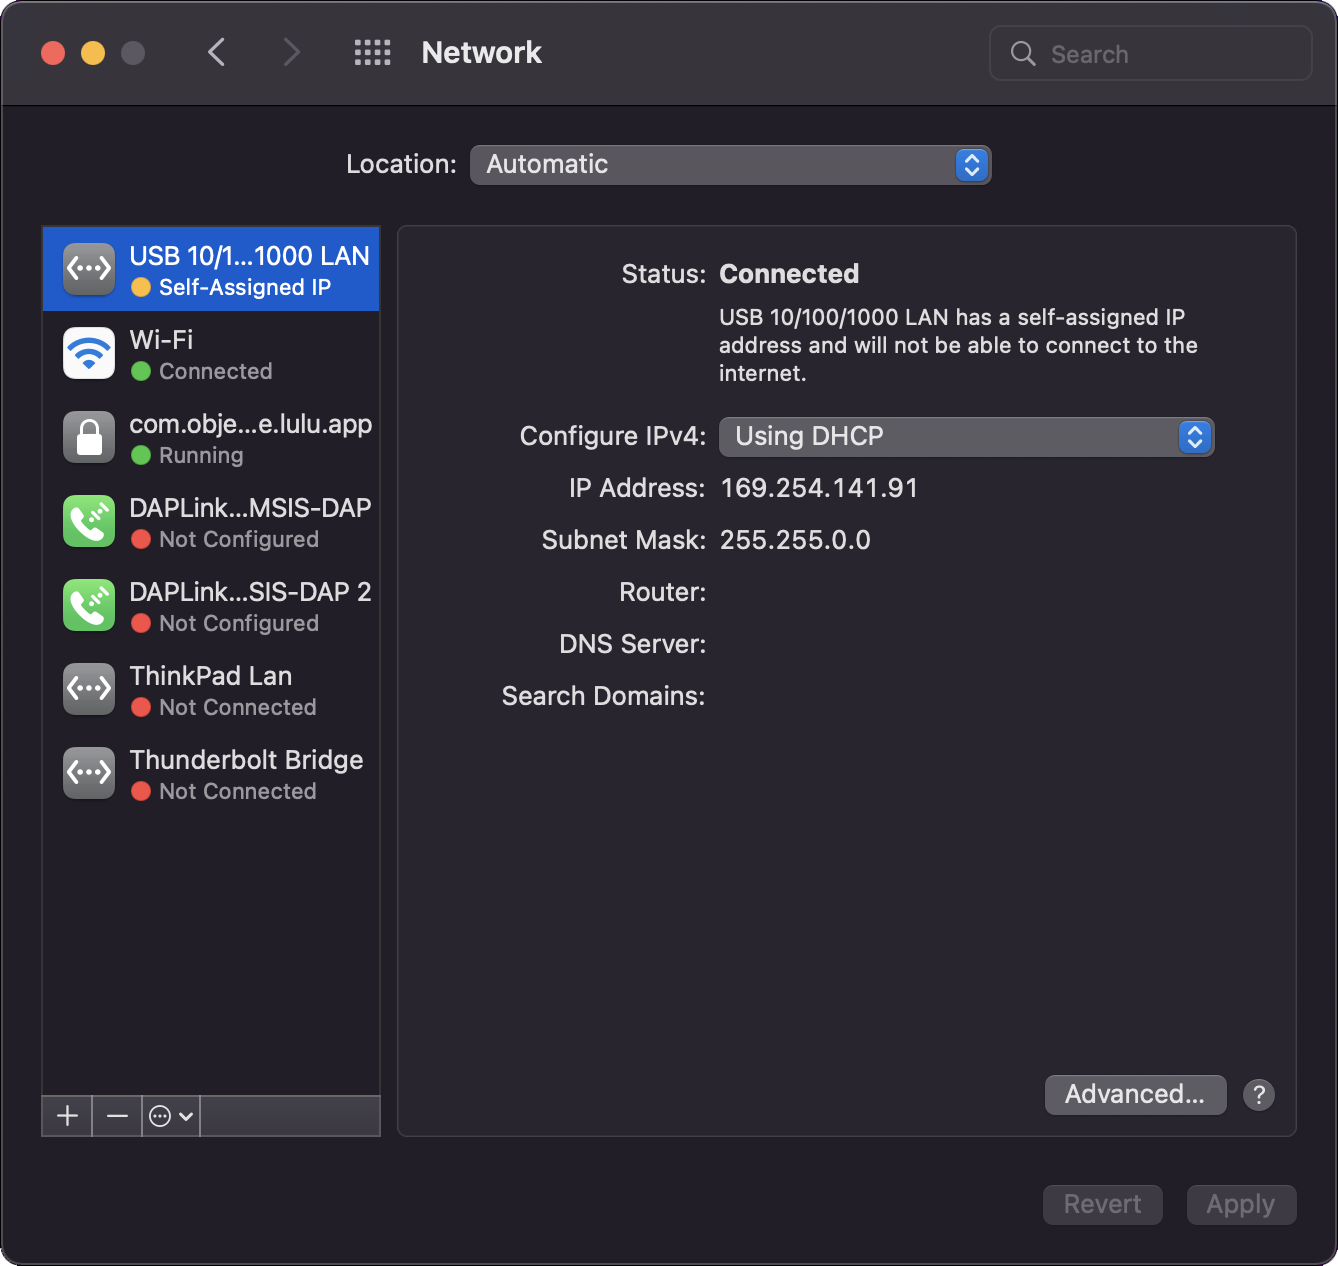 Network
Search
Location: Automatic
USB 10/1...1000 LAN
Self-Assigned IP
Wi-Fi
Connected
com.obje...e.lulu.app
Running
DAPLink...MSIS-DAP
Not Configured
DAPLink...SIS-DAP 2
Not Configured
ThinkPad Lan
Not Connected
Thunderbolt Bridge
Not Connected
Status: Connected
USB 10/100/1000 LAN has a self-assigned IP
address and will not be able to connect to the
internet.
Configure IPv4: Using DHCP
IP Address: 169.254.141.91
Subnet Mask: 255.255.0.0
Router:
DNS Server:
Search Domains:
Advanced... ?
Revert Apply